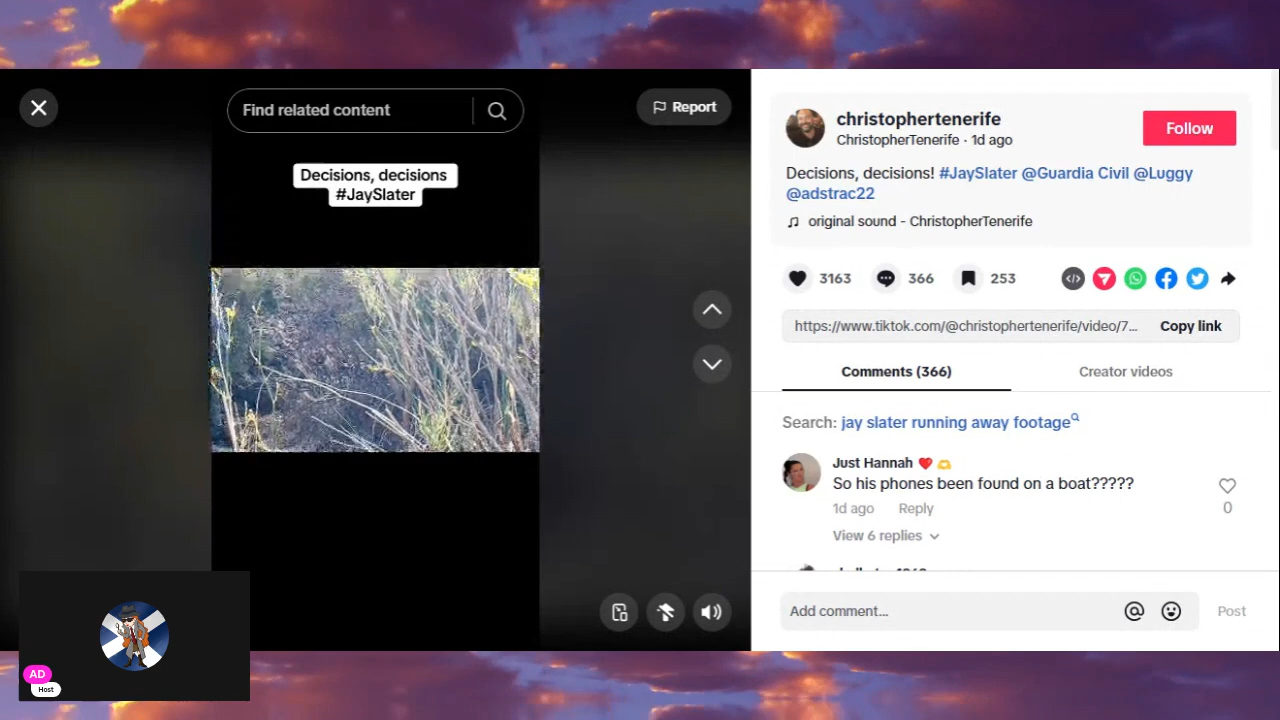 Find related content
Report
Decisions, decisions
#JaySlater
AD
Host
christophertenerife
Follow
ChristopherTenerife · 1d ago
Decisions, decisions! #JaySlater @Guardia Civil @Luggy
@adstrac22
original sound - ChristopherTenerife
3163
366
253
https://www.tiktok.com/@christophertenerife/video/7...
Copy link
Comments (366)
Creator videos
Search: jay slater running away footage
Just Hannah
So his phones been found on a boat?????
0
1d ago
Reply
View 6 replies
Add comment...
Post